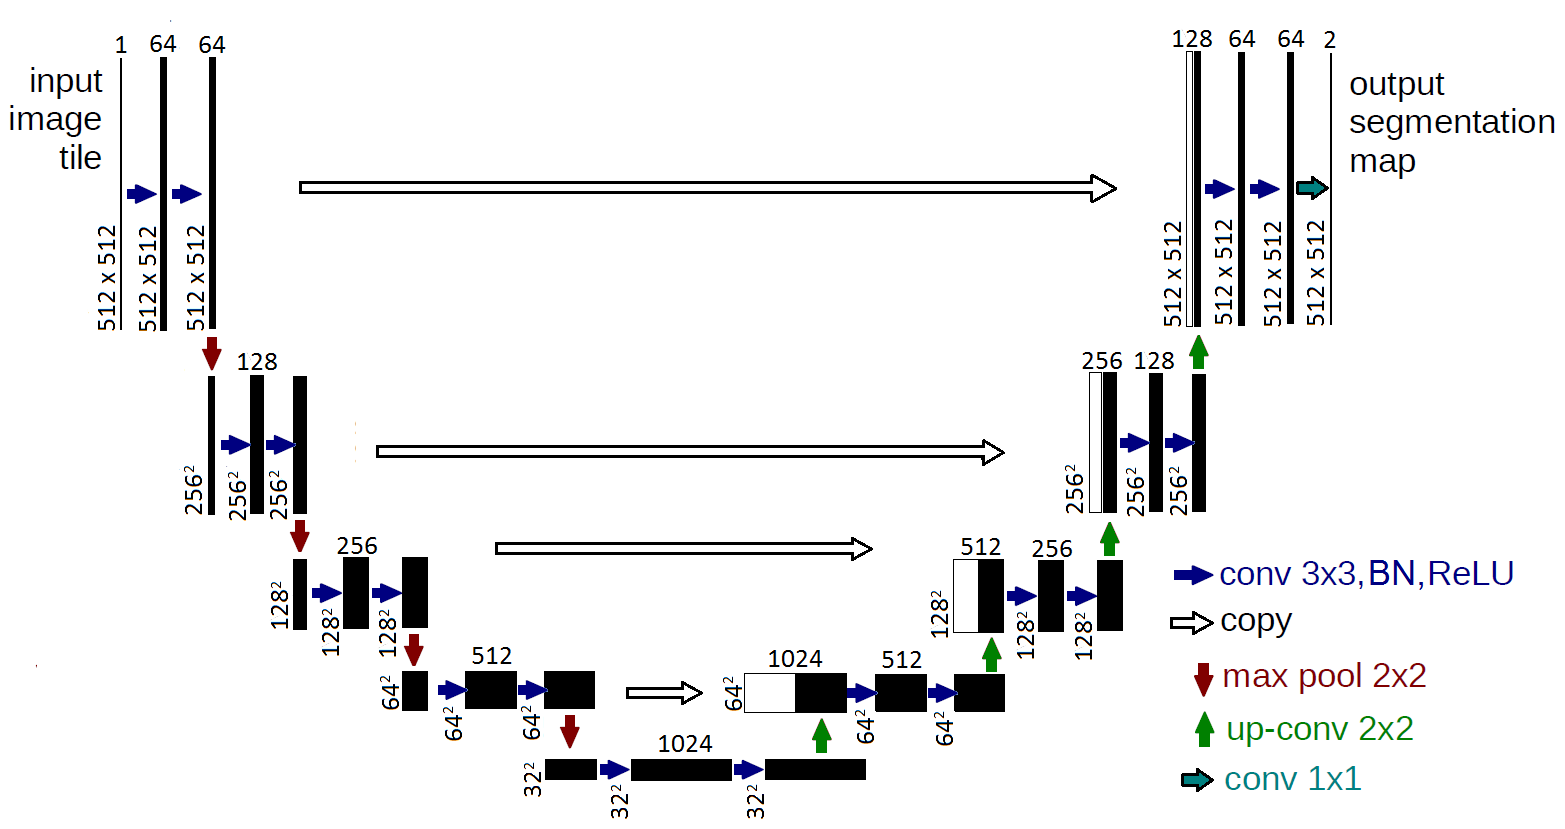 1 64 64
input
image
tile
512 x 512
512 x 512
512 x 512
128 64 64 2
output
segmentation
map
512 x 512
512 x 512
512 x 512
512 x 512
128
256²
256²
256²
256 128
256²
256²
256²
256
128²
128²
128²
512 256
128²
128²
128²
512
64²
64²
64²
1024 512
64²
64²
64²
1024
32²
32²
32²
conv 3x3,BN,ReLU
copy
max pool 2x2
up-conv 2x2
conv 1x1